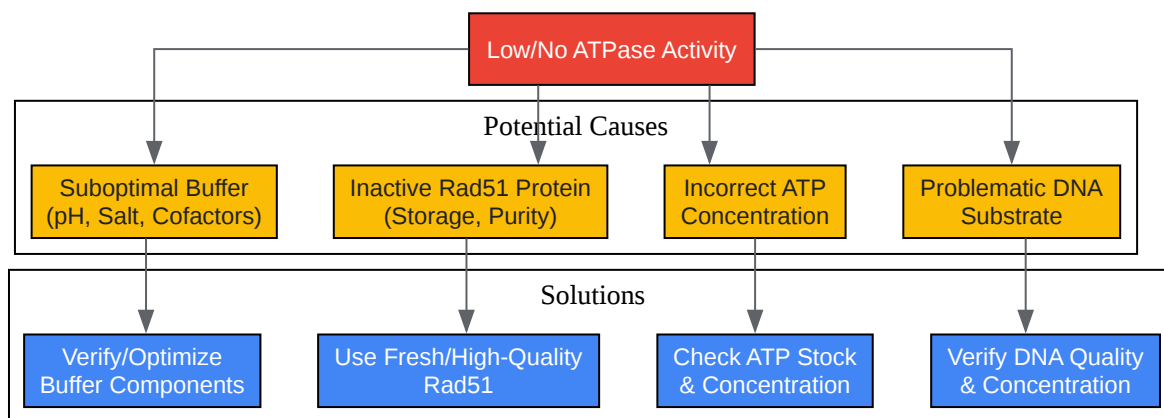 Low/No ATPase Activity
Potential Causes
Suboptimal Buffer
(pH, Salt, Cofactors)
Inactive Rad51 Protein
(Storage, Purity)
Incorrect ATP
Concentration
Problematic DNA
Substrate
Solutions
Verify/Optimize
Buffer Components
Use Fresh/High-Quality
Rad51
Check ATP Stock
& Concentration
Verify DNA Quality
& Concentration